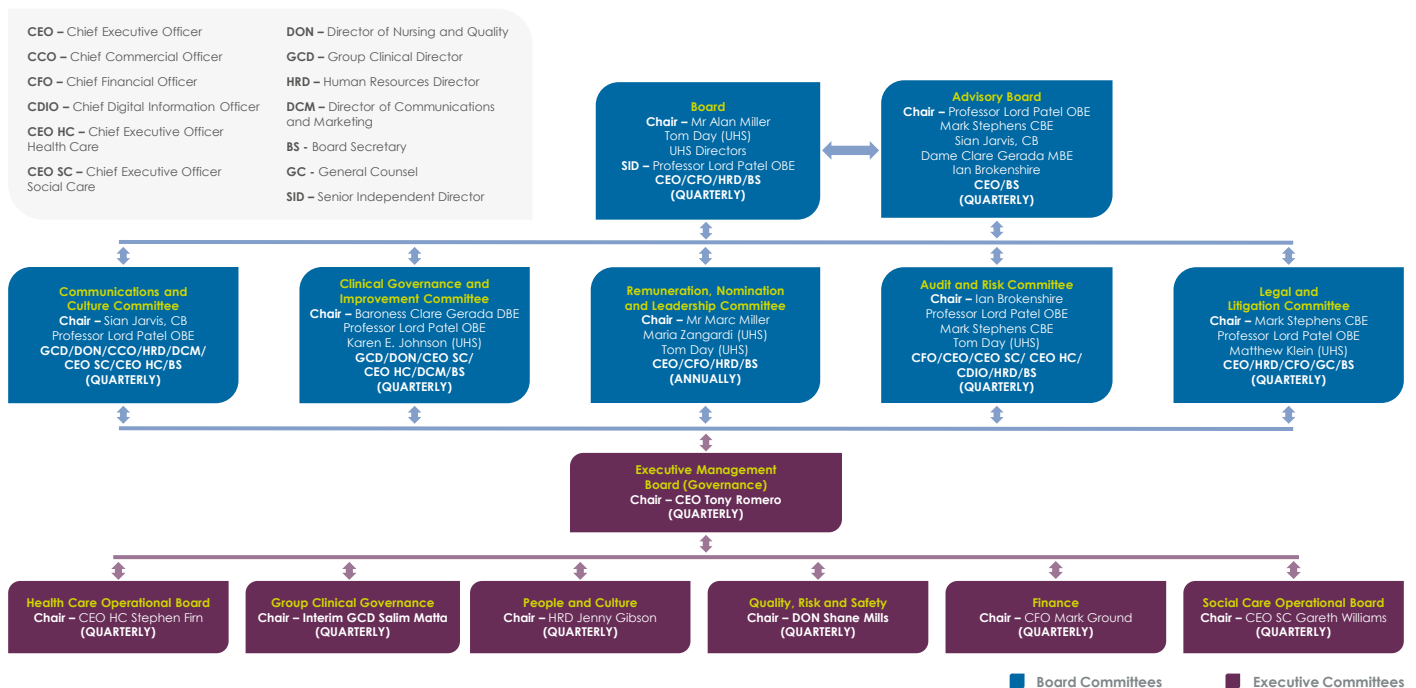 CEO – Chief Executive Officer
CCO – Chief Commercial Officer
CFO – Chief Financial Officer
CDIO – Chief Digital Information Officer
CEO HC – Chief Executive Officer
Health Care
CEO SC – Chief Executive Officer
Social Care
DON – Director of Nursing and Quality
GCD – Group Clinical Director
HRD – Human Resources Director
DCM – Director of Communications
and Marketing
BS - Board Secretary
GC - General Counsel
SID – Senior Independent Director
Board
Chair – Mr Alan Miller
Tom Day (UHS)
UHS Directors
SID – Professor Lord Patel OBE
CEO/CFO/HRD/BS
(QUARTERLY)
Advisory Board
Chair – Professor Lord Patel OBE
Mark Stephens CBE
Sian Jarvis, CB
Dame Clare Gerada MBE
Ian Brokenshire
CEO/BS
(QUARTERLY)
Communications and
Culture Committee
Chair – Sian Jarvis, CB
Professor Lord Patel OBE
GCD/DON/CCO/HRD/DCM/
CEO SC/CEO HC/BS
(QUARTERLY)
Clinical Governance and
Improvement Committee
Chair – Baroness Clare Gerada DBE
Professor Lord Patel OBE
Karen E. Johnson (UHS)
GCD/DON/CEO SC/
CEO HC/DCM/BS
(QUARTERLY)
Remuneration, Nomination
and Leadership Committee
Chair – Mr Marc Miller
Maria Zangardi (UHS)
Tom Day (UHS)
CEO/CFO/HRD/BS
(ANNUALLY)
Audit and Risk Committee
Chair – Ian Brokenshire
Professor Lord Patel OBE
Mark Stephens CBE
Tom Day (UHS)
CFO/CEO/CEO SC/ CEO HC/
CDIO/HRD/BS
(QUARTERLY)
Legal and
Litigation Committee
Chair – Mark Stephens CBE
Professor Lord Patel OBE
Matthew Klein (UHS)
CEO/HRD/CFO/GC/BS
(QUARTERLY)
Executive Management
Board (Governance)
Chair – CEO Tony Romero
(QUARTERLY)
Health Care Operational Board
Chair – CEO HC Stephen Firn
(QUARTERLY)
Group Clinical Governance
Chair – Interim GCD Salim Matta
(QUARTERLY)
People and Culture
Chair – HRD Jenny Gibson
(QUARTERLY)
Quality, Risk and Safety
Chair – DON Shane Mills
(QUARTERLY)
Finance
Chair – CFO Mark Ground
(QUARTERLY)
Social Care Operational Board
Chair – CEO SC Gareth Williams
(QUARTERLY)
Board Committees
Executive Committees